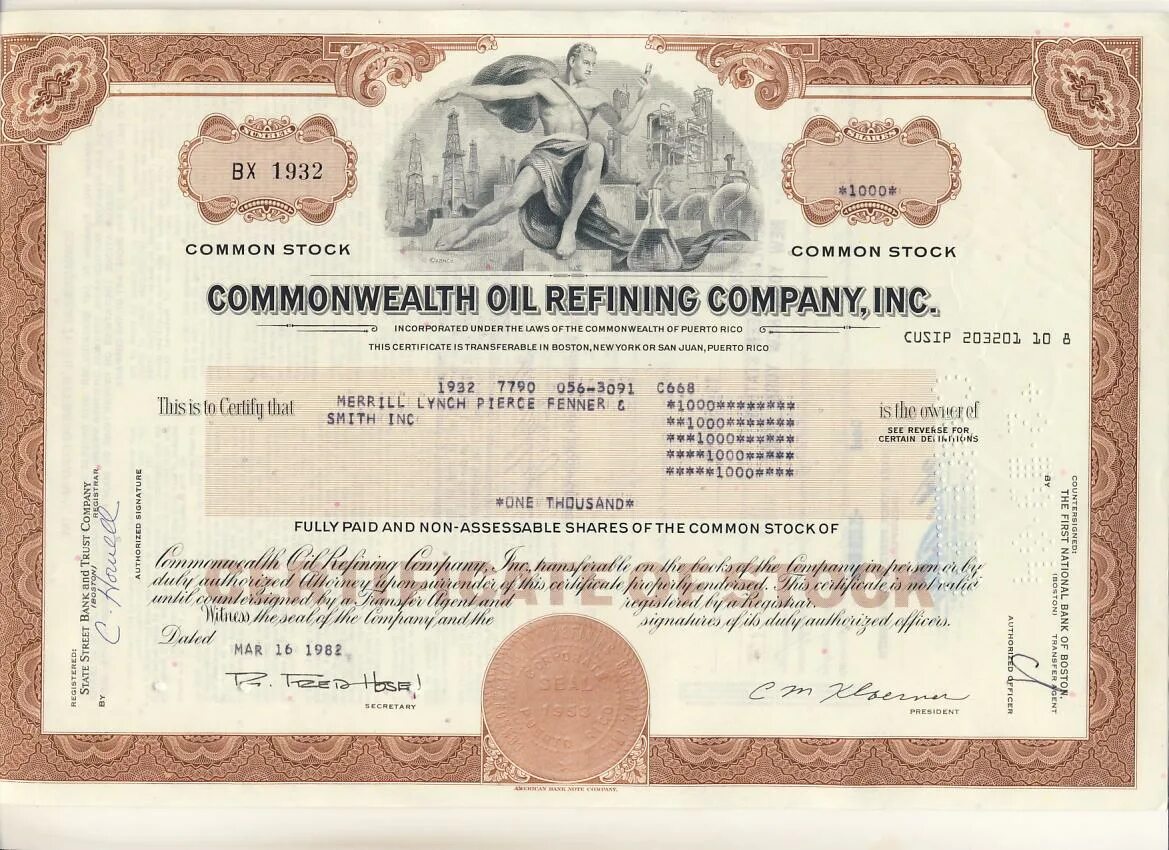 NUMBER
BX 1932
COMMON STOCK
SHARES
*1000*
COMMON STOCK
COMMONWEALTH OIL REFINING COMPANY, INC.
INCORPORATED UNDER THE LAWS OF THE COMMONWEALTH OF PUERTO RICO
THIS CERTIFICATE IS TRANSFERABLE IN BOSTON, NEW YORK OR SAN JUAN, PUERTO RICO
CUSIP 203201 10 8
1932 7790 056-3091 C668
This is to Certify that
MERRILL LYNCH PIERCE FENNER & *1000********
SMITH INC **1000*******
***1000******
****1000*****
*****1000****
is the owner of
SEE REVERSE FOR
CERTAIN DEFINITIONS
*ONE THOUSAND*
FULLY PAID AND NON-ASSESSABLE SHARES OF THE COMMON STOCK OF
CERTIFICATE OF STOCK
Commonwealth Oil Refining Company, Inc., transferable on the books of the Company in person or by
duly authorized Attorney upon surrender of this certificate properly endorsed. This certificate is not valid
until countersigned by a Transfer Agent and registered by a Registrar.
Witness the seal of the Company and the signatures of its duly authorized officers.
Dated
MAR 16 1982
SECRETARY
C M Kloerner
PRESIDENT
SEAL
AMERICAN BANK NOTE COMPANY.
REGISTERED:
STATE STREET BANK and TRUST COMPANY
(BOSTON) REGISTRAR,
BY
C. Howell
AUTHORIZED SIGNATURE
COUNTERSIGNED:
THE FIRST NATIONAL BANK OF BOSTON,
(BOSTON) TRANSFER AGENT
BY
AUTHORIZED OFFICER